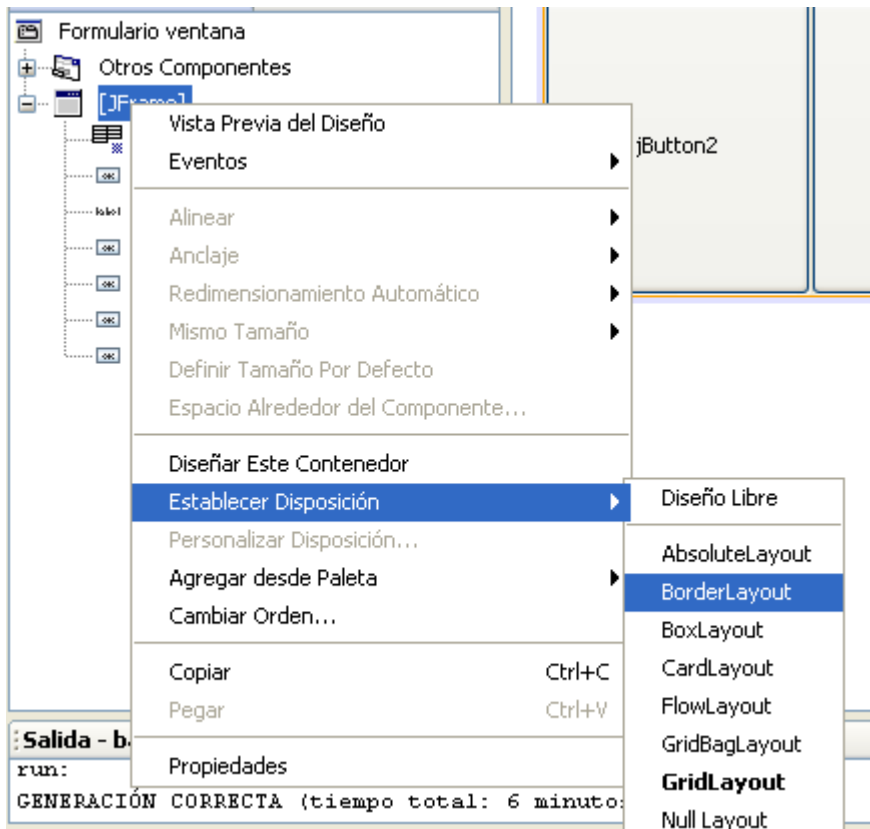 Formulario ventana
Otros Componentes
[JFrame]
label
jButton2
Vista Previa del Diseño
Eventos
Alinear
Anclaje
Redimensionamiento Automático
Mismo Tamaño
Definir Tamaño Por Defecto
Espacio Alrededor del Componente...
Diseñar Este Contenedor
Establecer Disposición
Personalizar Disposición...
Agregar desde Paleta
Cambiar Orden...
Copiar Ctrl+C
Pegar Ctrl+V
Propiedades
Diseño Libre
AbsoluteLayout
BorderLayout
BoxLayout
CardLayout
FlowLayout
GridBagLayout
GridLayout
Null Layout
Salida - b
run:
GENERACIÓN CORRECTA (tiempo total: 6 minuto